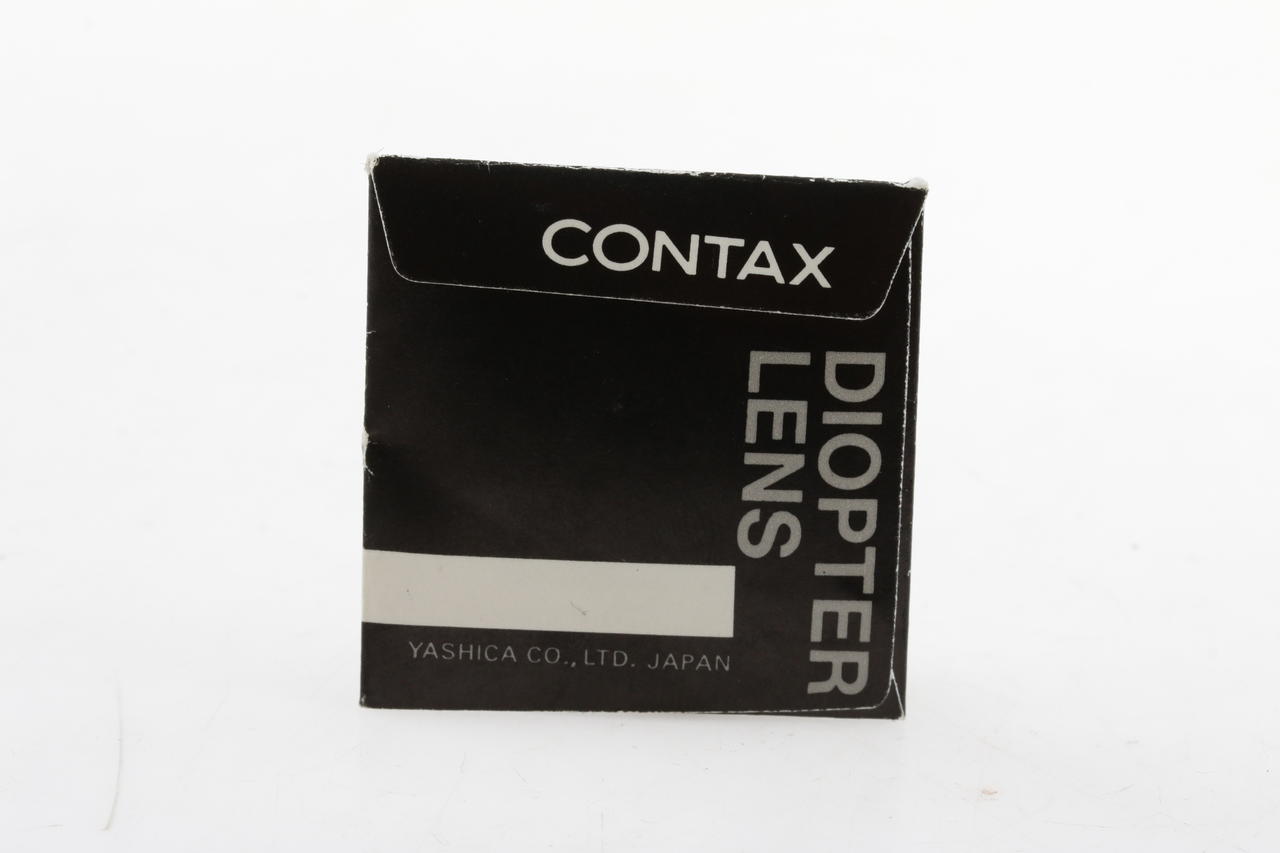 CONTAX
DIOPTER
LENS
YASHICA CO., LTD. JAPAN